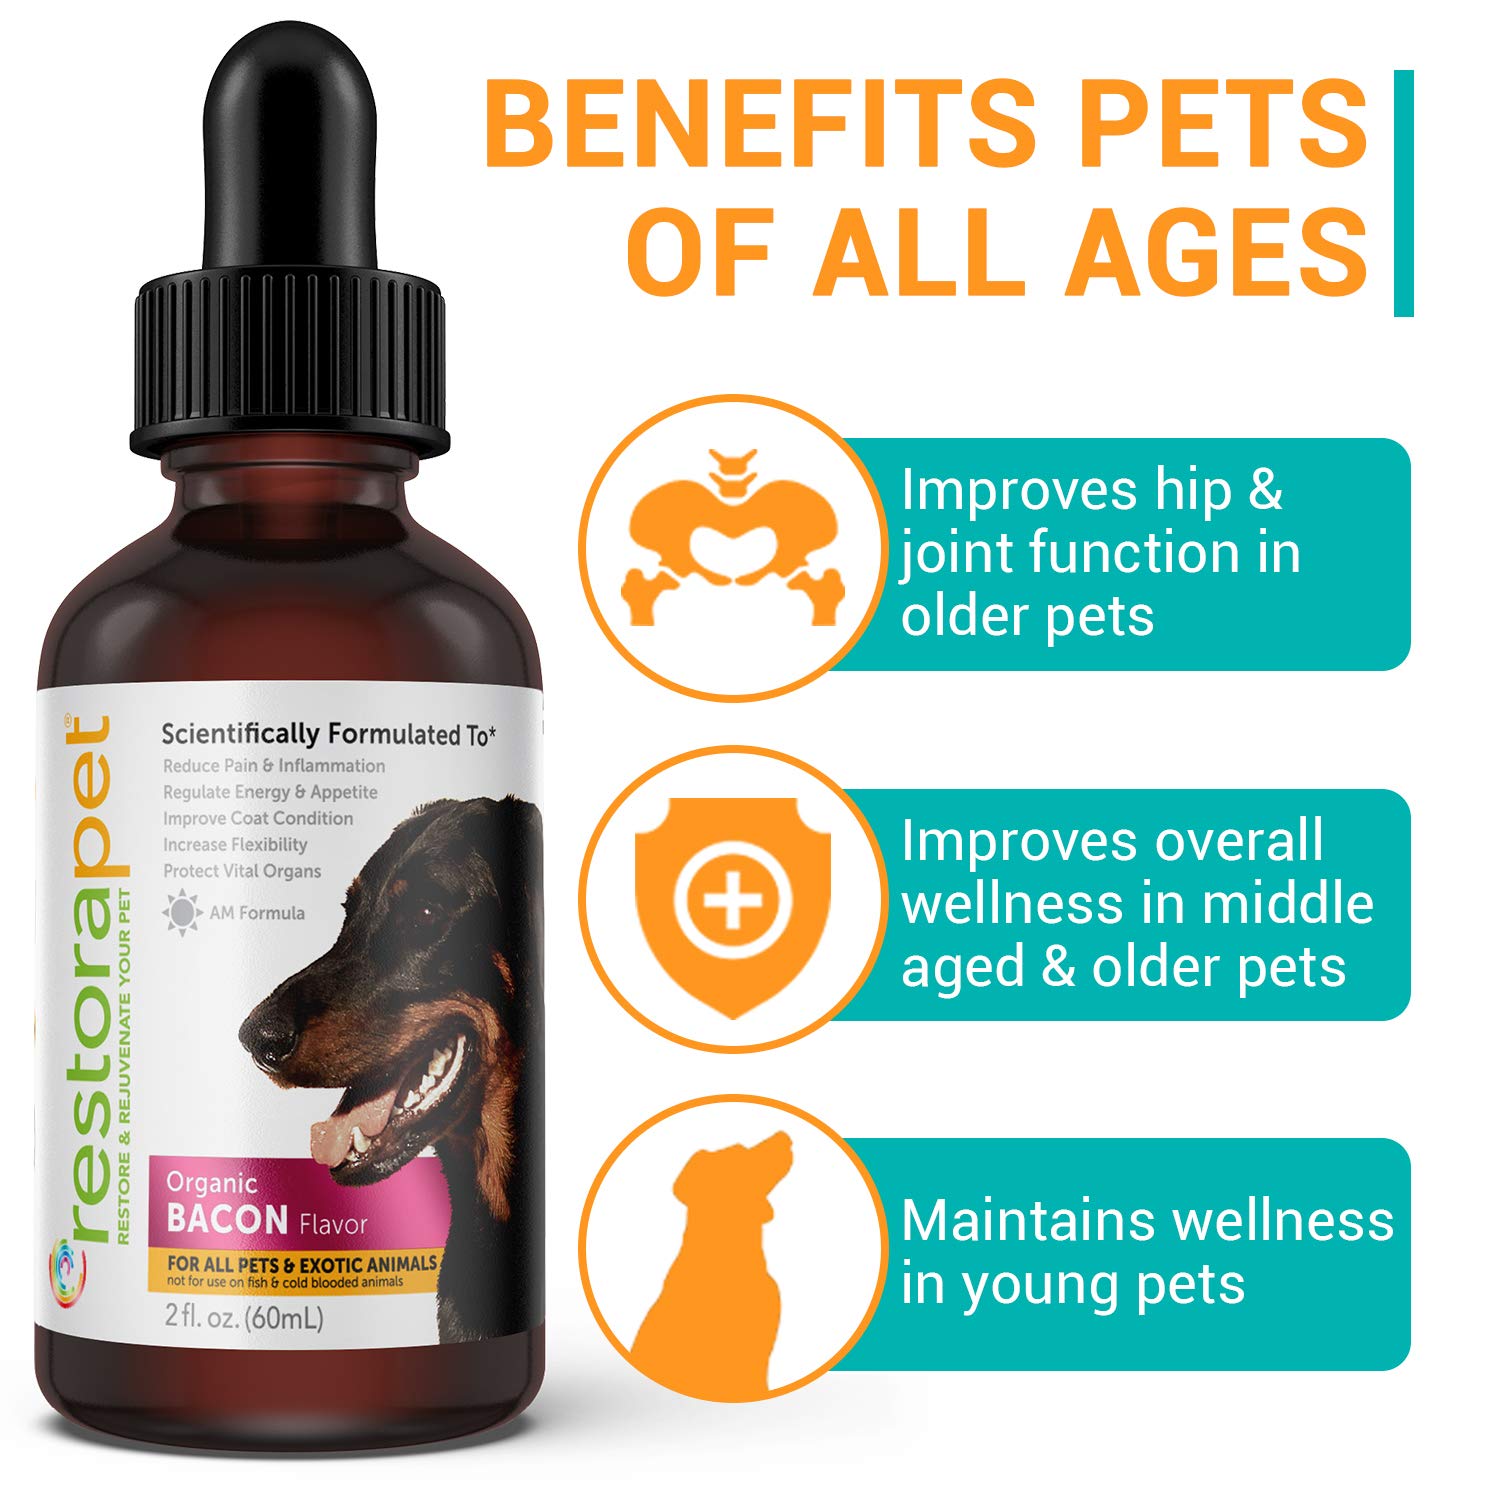 BENEFITS PETS
OF ALL AGES
Improves hip &
joint function in
older pets
Improves overall
wellness in middle
aged & older pets
Maintains wellness
in young pets
restorapet®
RESTORE & REJUVENATE YOUR PET
Scientifically Formulated To*
Reduce Pain & Inflammation
Regulate Energy & Appetite
Improve Coat Condition
Increase Flexibility
Protect Vital Organs
AM Formula
Organic
BACON Flavor
FOR ALL PETS & EXOTIC ANIMALS
not for use on fish & cold blooded animals
2 fl. oz. (60mL)